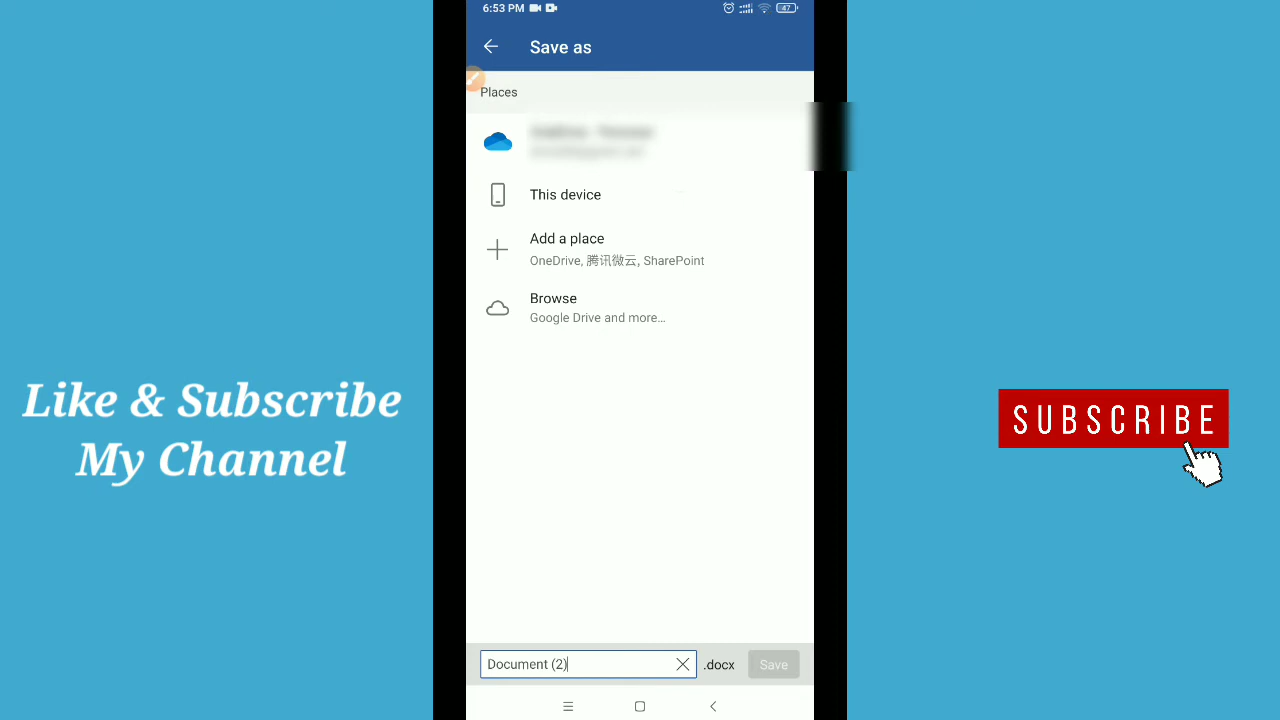 6:53 PM
47
Save as
Places
This device
Add a place
OneDrive, 腾讯微云, SharePoint
Browse
Google Drive and more...
Like & Subscribe
My Channel
SUBSCRIBE
Document (2)
.docx
Save